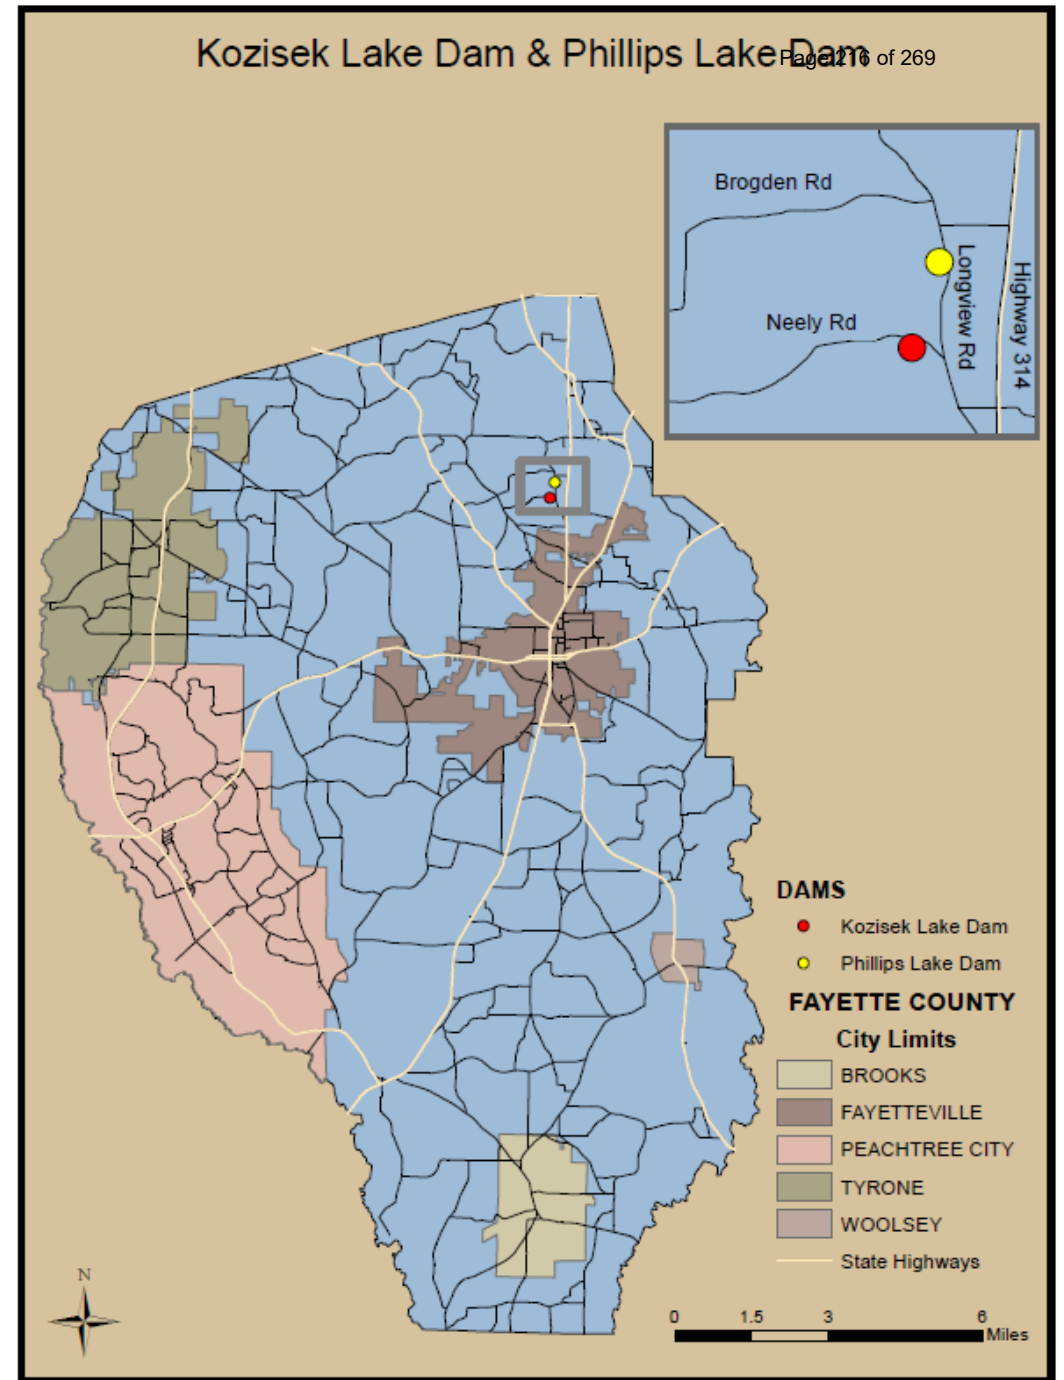 Kozisek Lake Dam & Phillips Lake Dam
Page 216 of 269
Brogden Rd
Longview Rd
Highway 314
Neely Rd
DAMS
Kozisek Lake Dam
Phillips Lake Dam
FAYETTE COUNTY
City Limits
BROOKS
FAYETTEVILLE
PEACHTREE CITY
TYRONE
WOOLSEY
State Highways
N
0 1.5 3 6
Miles